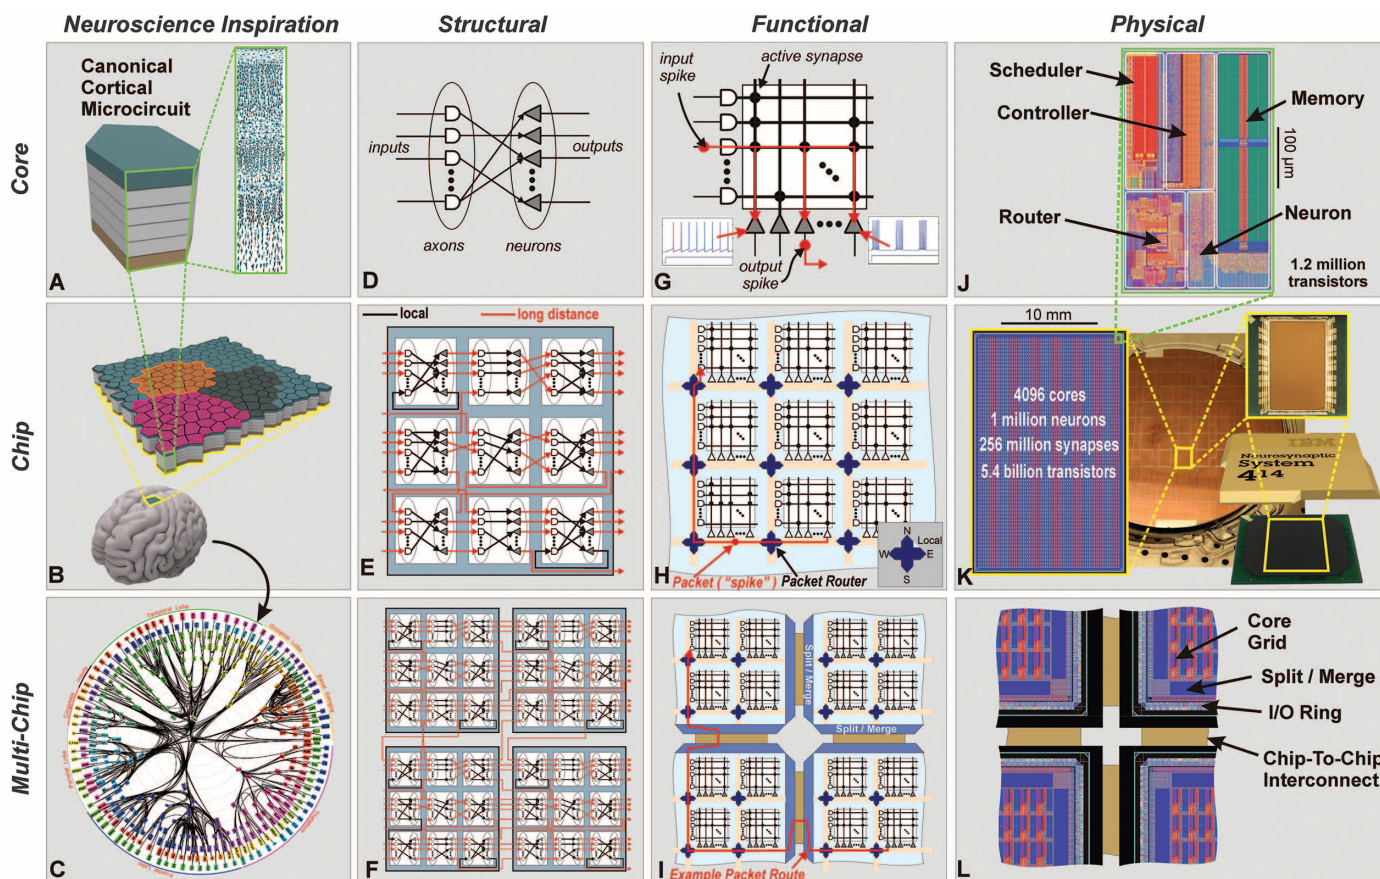 Neuroscience Inspiration
Structural
Functional
Physical
Core
Chip
Multi-Chip
Canonical
Cortical
Microcircuit
A
inputs
outputs
axons
neurons
D
input
spike
active synapse
output
spike
G
Scheduler
Controller
Memory
100 µm
Router
Neuron
1.2 million
transistors
J
B
local
long distance
E
N
Local
W
E
S
Packet ( "spike" )
Packet Router
H
10 mm
4096 cores
1 million neurons
256 million synapses
5.4 billion transistors
IBM
Neurosynaptic
System
414
K
Temporal Lobe
C
F
Split / Merge
Split / Merge
Example Packet Route
I
Core
Grid
Split / Merge
I/O Ring
Chip-To-Chip
Interconnect
L